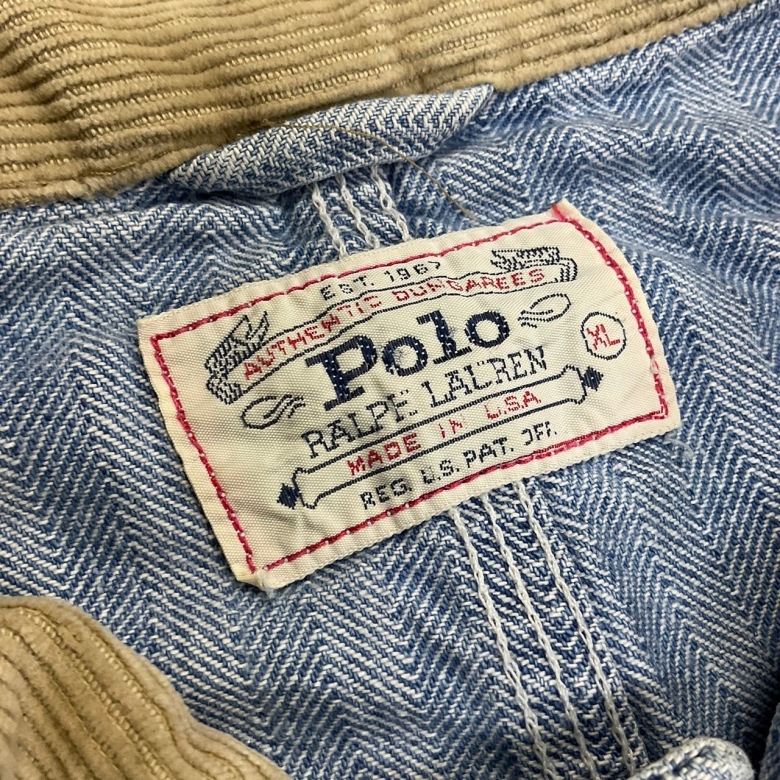 EST. 1967
AUTHENTIC DUNGAREES
Polo
RALPH LAUREN
XL
MADE IN U.S.A.
REG. U.S. PAT. OFF.